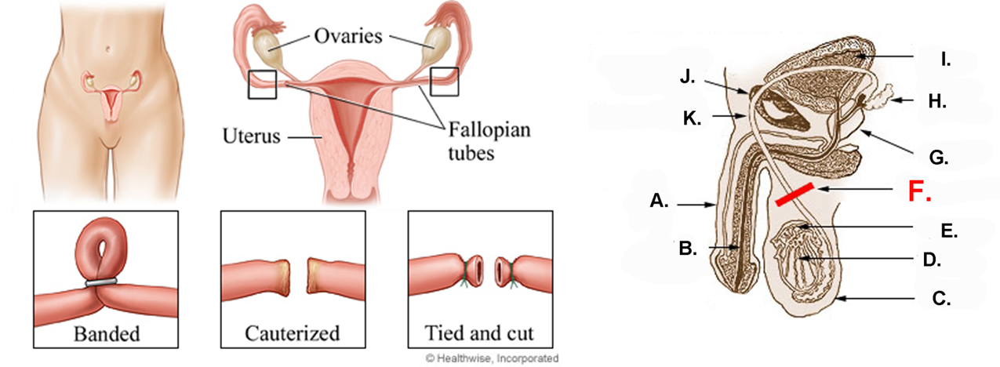 Ovaries
Uterus
Fallopian
tubes
Banded
Cauterized
Tied and cut
© Healthwise, Incorporated
I.
J.
H.
K.
G.
F.
A.
E.
B.
D.
C.